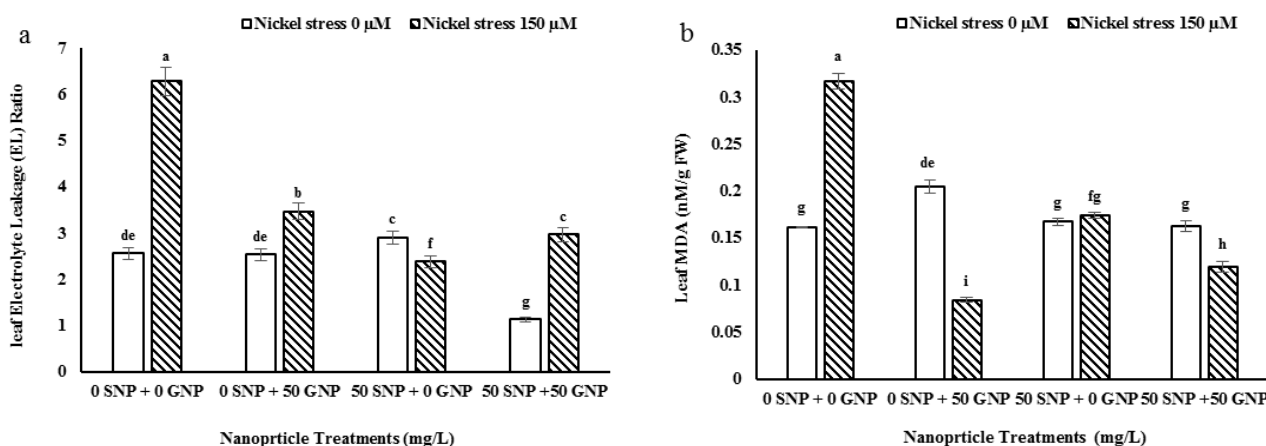 a
Nickel stress 0 µM Nickel stress 150 µM
leaf Electrolyte Leakage (EL) Ratio
7
6
5
4
3
2
1
0
de
a
de
b
c
f
g
c
0 SNP + 0 GNP 0 SNP + 50 GNP 50 SNP + 0 GNP 50 SNP +50 GNP
Nanoprticle Treatments (mg/L)
b
Nickel stress 0 µM Nickel stress 150 µM
Leaf MDA (nM/g FW)
0.35
0.3
0.25
0.2
0.15
0.1
0.05
0
g
a
de
i
g
fg
g
h
0 SNP + 0 GNP 0 SNP + 50 GNP 50 SNP + 0 GNP 50 SNP +50 GNP
Nanoprticle Treatments (mg/L)